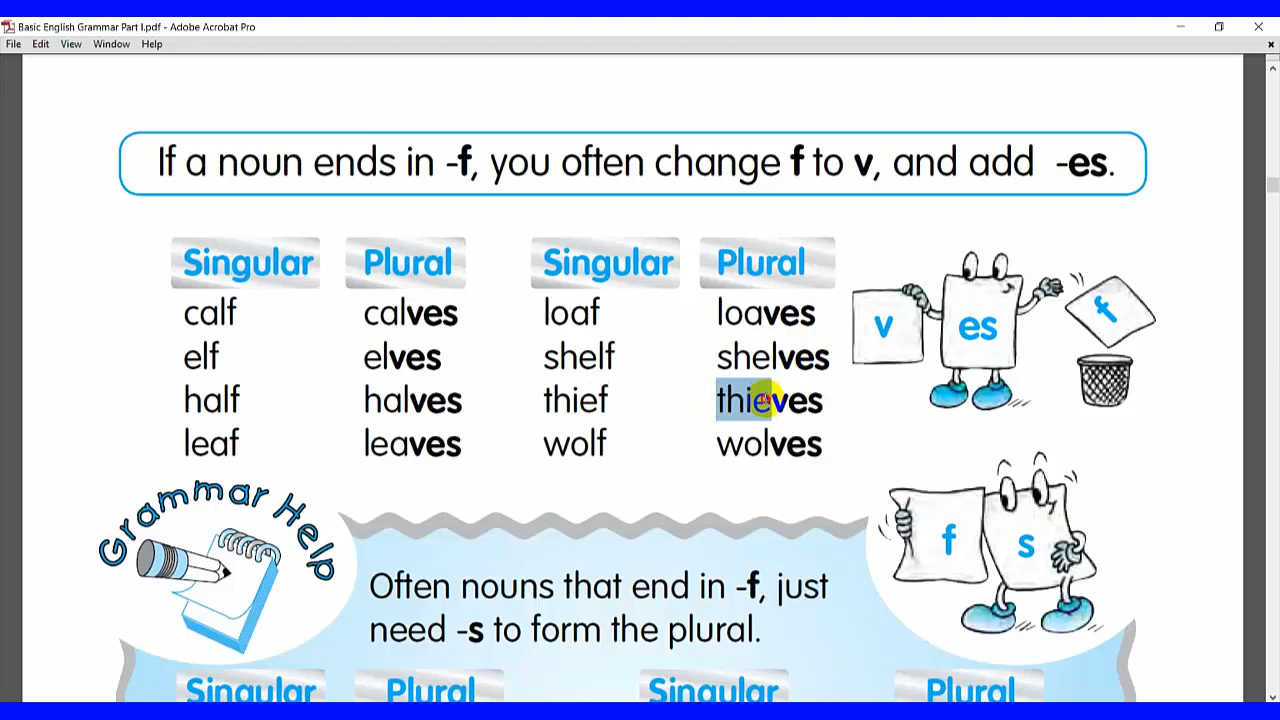 Basic English Grammar Part I.pdf - Adobe Acrobat Pro
File Edit View Window Help
If a noun ends in -f, you often change f to v, and add -es.
Singular Plural Singular Plural
calf calves loaf loaves
elf elves shelf shelves
half halves thief thieves
leaf leaves wolf wolves
v es f
Grammar Help
f s
Often nouns that end in -f, just
need -s to form the plural.
Singular Plural Singular Plural